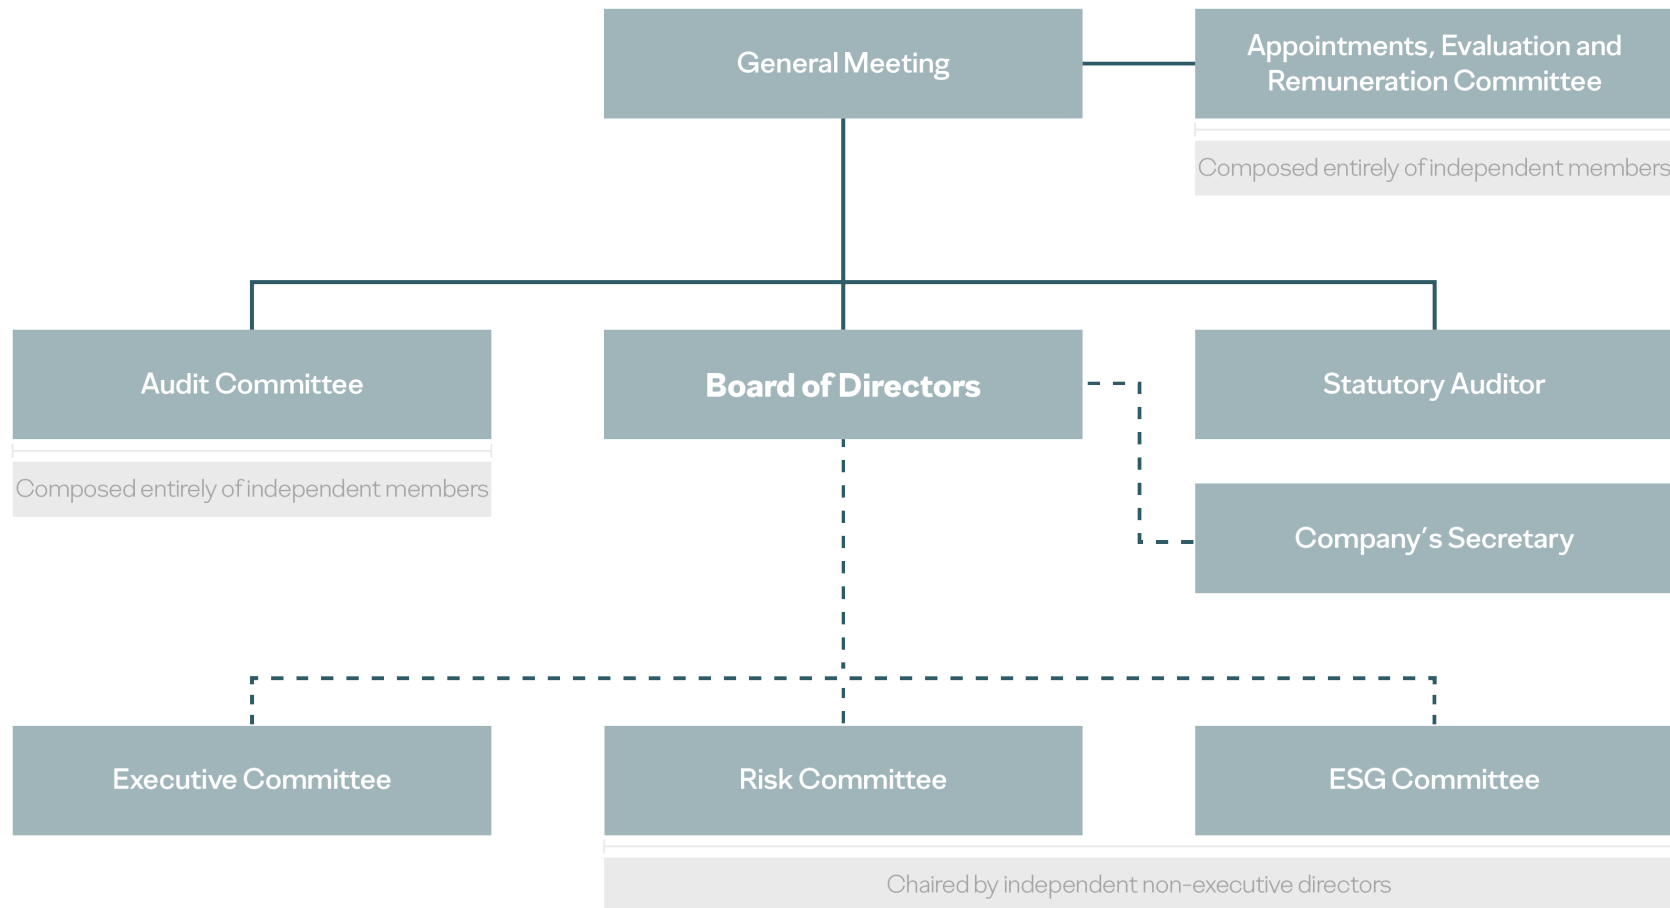 General Meeting
Appointments, Evaluation and
Remuneration Committee
Composed entirely of independent members
Audit Committee
Board of Directors
Statutory Auditor
Composed entirely of independent members
Company's Secretary
Executive Committee
Risk Committee
ESG Committee
Chaired by independent non-executive directors